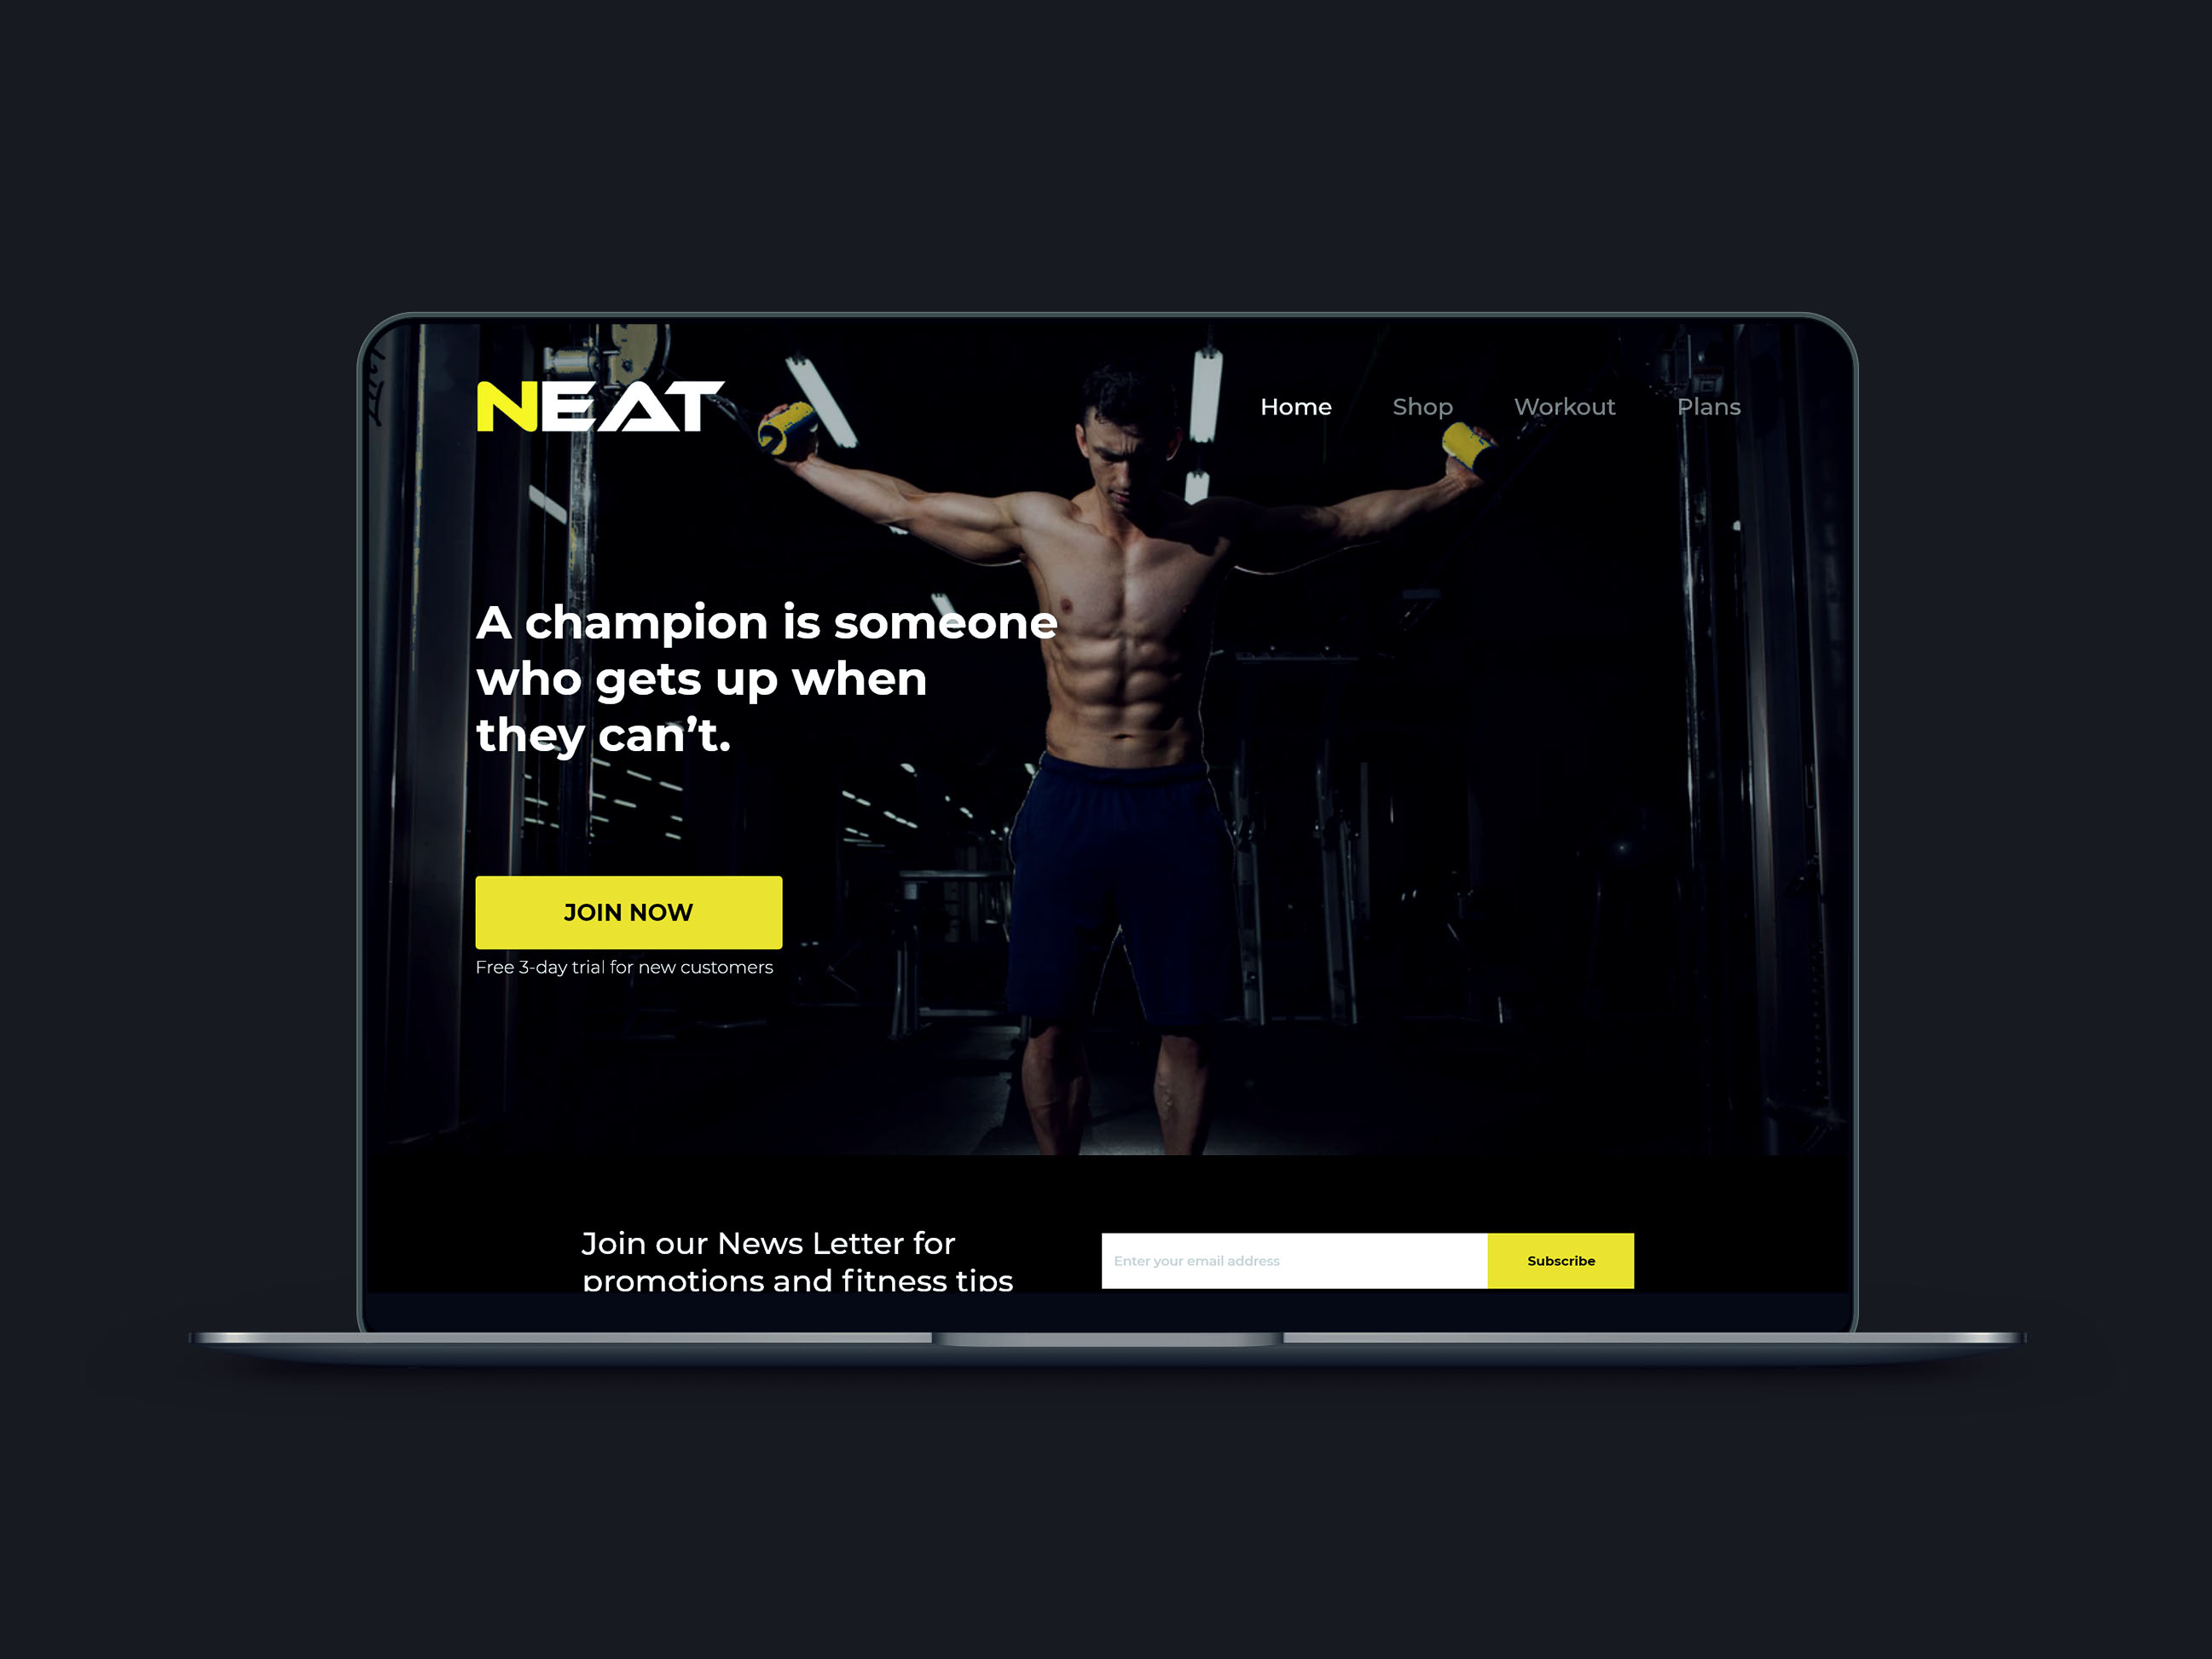 NEAT
Home Shop Workout Plans
A champion is someone
who gets up when
they can’t.
JOIN NOW
Free 3-day trial for new customers
Join our News Letter for
promotions and fitness tips
Enter your email address
Subscribe